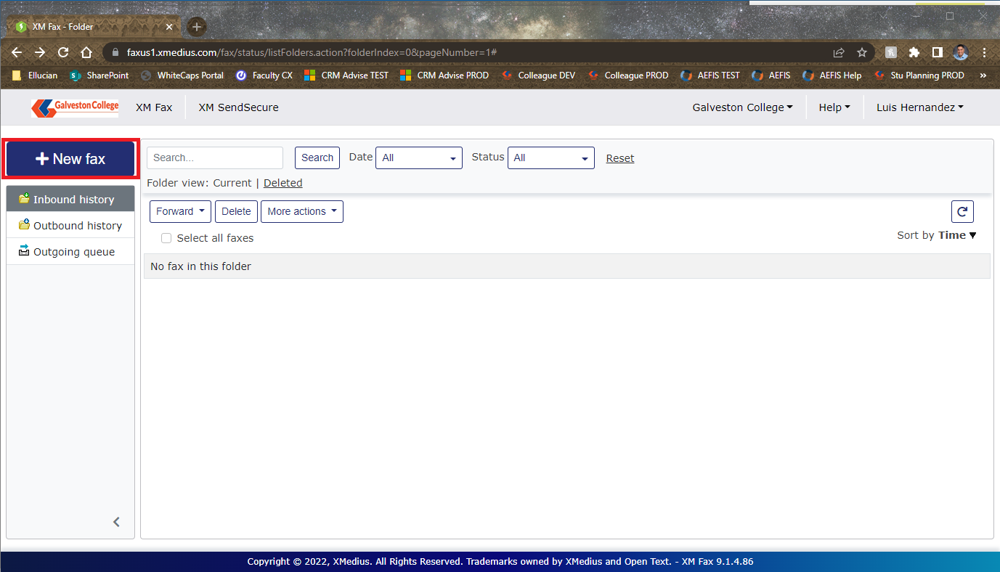 XM Fax - Folder
faxus1.xmedius.com/fax/status/listFolders.action?folderIndex=0&pageNumber=1#
Ellucian SharePoint WhiteCaps Portal Faculty CX CRM Advise TEST CRM Advise PROD Colleague DEV Colleague PROD AEFIS TEST AEFIS AEFIS Help Stu Planning PROD »
Galveston College XM Fax XM SendSecure Galveston College Help Luis Hernandez
New fax
Search... Search Date All Status All Reset
Folder view: Current | Deleted
Inbound history
Outbound history
Outgoing queue
Forward Delete More actions
Select all faxes Sort by Time ▼
No fax in this folder
Copyright © 2022, XMedius. All Rights Reserved. Trademarks owned by XMedius and Open Text. - XM Fax 9.1.4.86